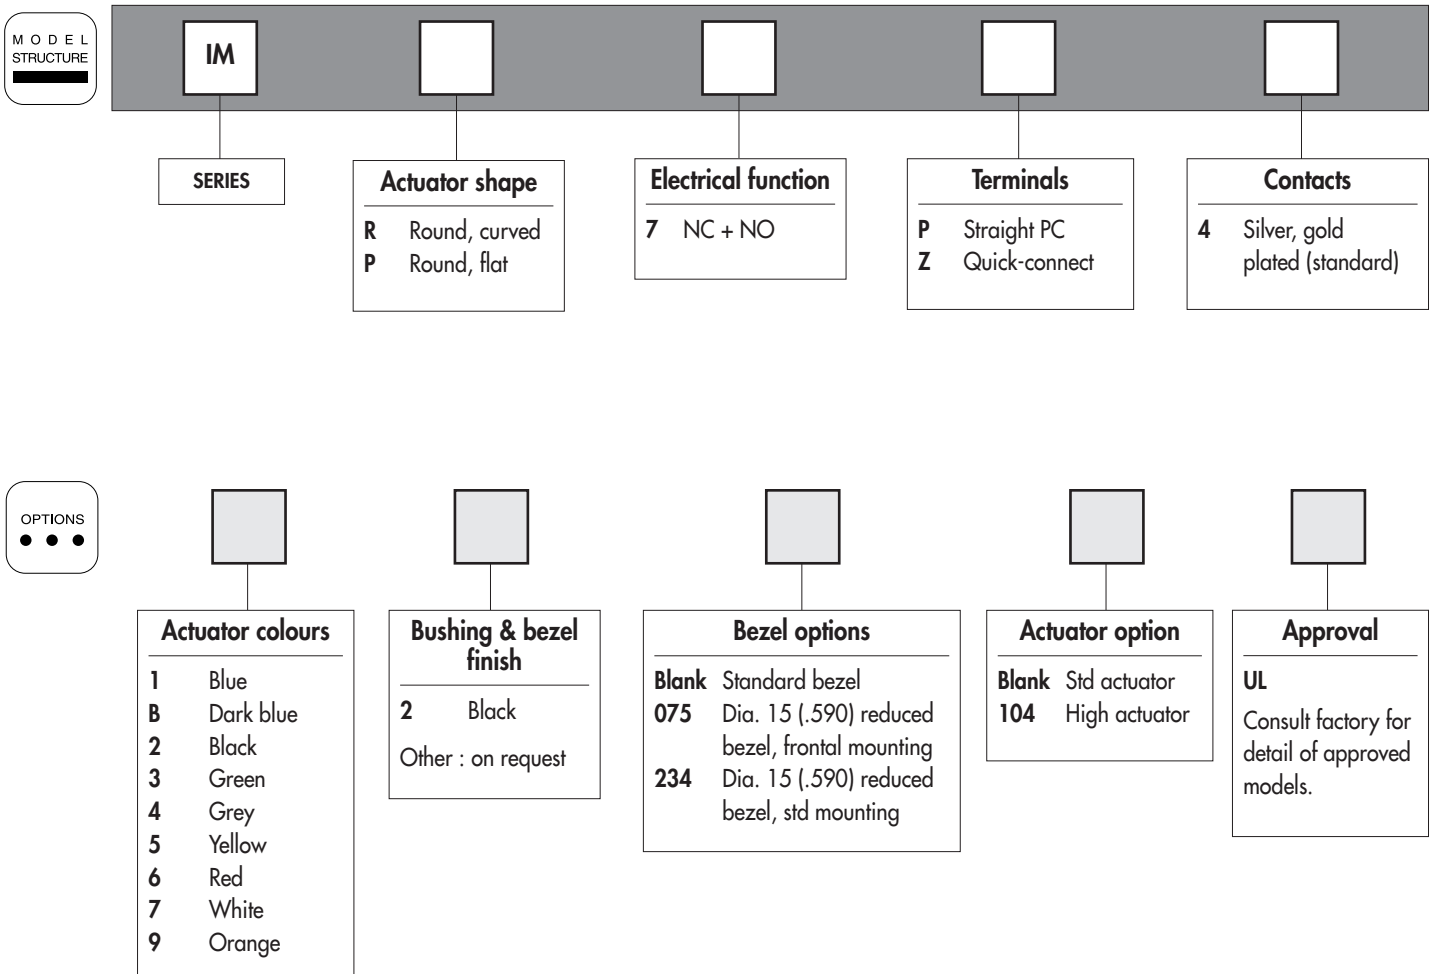 MODEL
STRUCTURE
IM
SERIES
Actuator shape
R Round, curved
P Round, flat
Electrical function
7 NC + NO
Terminals
P Straight PC
Z Quick-connect
Contacts
4 Silver, gold
plated (standard)
OPTIONS
Actuator colours
1 Blue
B Dark blue
2 Black
3 Green
4 Grey
5 Yellow
6 Red
7 White
9 Orange
Bushing & bezel
finish
2 Black
Other : on request
Bezel options
Blank Standard bezel
075 Dia. 15 (.590) reduced
bezel, frontal mounting
234 Dia. 15 (.590) reduced
bezel, std mounting
Actuator option
Blank Std actuator
104 High actuator
Approval
UL
Consult factory for
detail of approved
models.